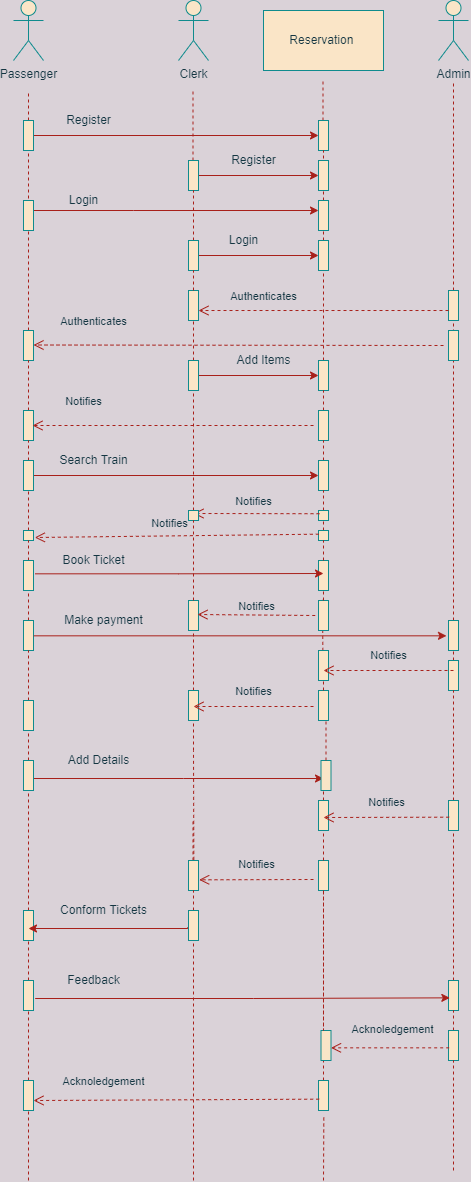 Passenger
Clerk
Reservation
Admin
Register
Register
Login
Login
Authenticates
Authenticates
Add Items
Notifies
Search Train
Notifies
Notifies
Book Ticket
Notifies
Make payment
Notifies
Notifies
Add Details
Notifies
Notifies
Conform Tickets
Feedback
Acknoledgement
Acknoledgement